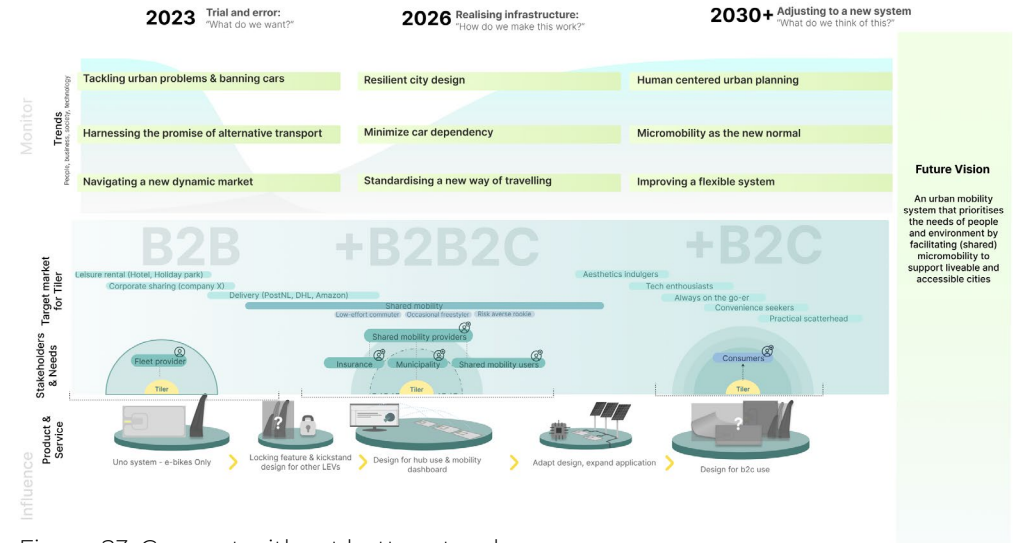 2023 Trial and error:
"What do we want?"
2026 Realising infrastructure:
"How do we make this work?"
2030+ Adjusting to a new system
"What do we think of this?"
Monitor
Trends
People, business, society, technology
Tackling urban problems & banning cars
Resilient city design
Human centered urban planning
Harnessing the promise of alternative transport
Minimize car dependency
Micromobility as the new normal
Navigating a new dynamic market
Standardising a new way of travelling
Improving a flexible system
Future Vision
An urban mobility
system that prioritises
the needs of people
and environment by
facilitating (shared)
micromobility to
support liveable and
accessible cities
Target market
for Tiler
B2B
+B2B2C
+B2C
Leisure rental (Hotel, Holiday park)
Corporate sharing (company X)
Delivery (PostNL, DHL, Amazon)
Shared mobility
Low-effort commuter
Occasional freestyler
Risk averse rookie
Aesthetics indulgers
Tech enthousiasts
Always on the go-er
Convenience seekers
Practical scatterhead
Stakeholders
& Needs
Fleet provider
Tiler
Shared mobility providers
Insurance
Municipality
Shared mobility users
Tiler
Consumers
Tiler
Product &
Service
?
?
Uno system - e-bikes Only
Locking feature & kickstand
design for other LEVs
Design for hub use & mobility
dashboard
Adapt design, expand application
Design for b2c use
Influence